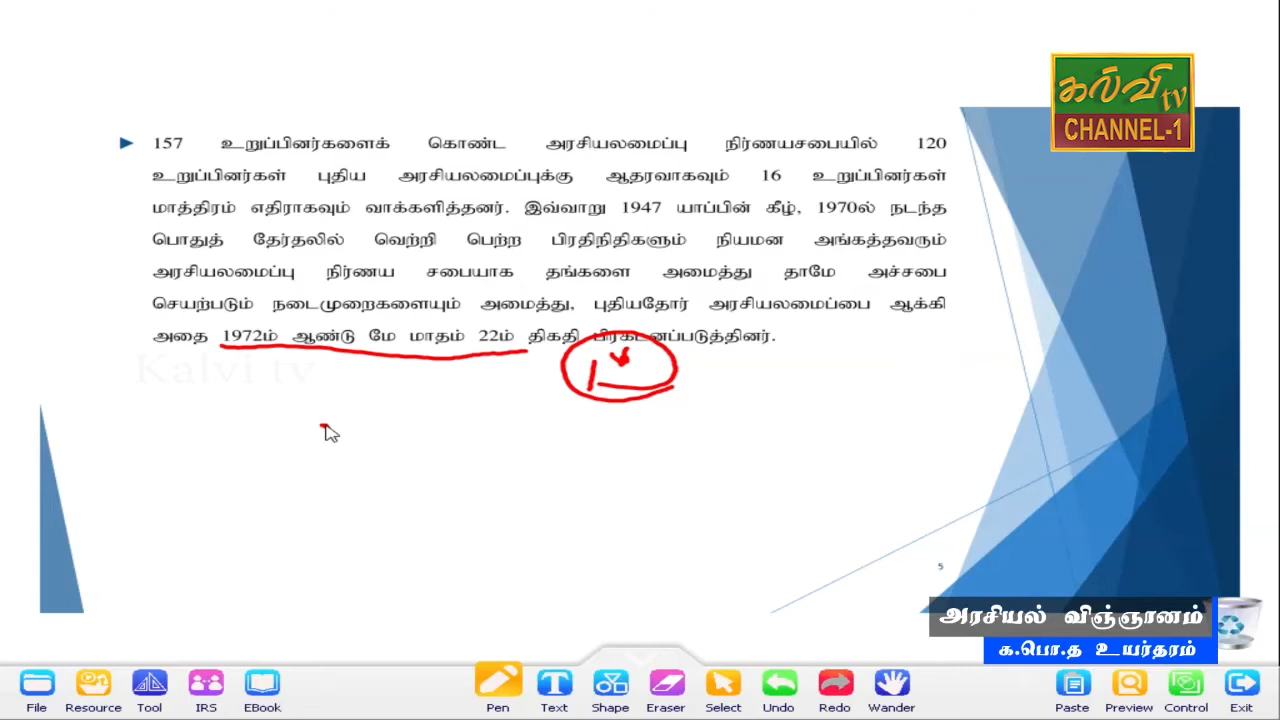 கல்வி tv
CHANNEL-1
157 உறுப்பினர்களைக் கொண்ட அரசியலமைப்பு நிர்ணயசபையில் 120
உறுப்பினர்கள் புதிய அரசியலமைப்புக்கு ஆதரவாகவும் 16 உறுப்பினர்கள்
மாத்திரம் எதிராகவும் வாக்களித்தனர். இவ்வாறு 1947 யாப்பின் கீழ், 1970ல் நடந்த
பொதுத் தேர்தலில் வெற்றி பெற்ற பிரதிநிதிகளும் நியமன அங்கத்தவரும்
அரசியலமைப்பு நிர்ணய சபையாக தங்களை அமைத்து தாமே அச்சபை
செயற்படும் நடைமுறைகளையும் அமைத்து, புதியதோர் அரசியலமைப்பை ஆக்கி
அதை 1972ம் ஆண்டு மே மாதம் 22ம் திகதி பிரகடனப்படுத்தினர்.
Kalvi tv
5
அரசியல் விஞ்ஞானம்
க.பொ.த உயர்தரம்
File Resource Tool IRS EBook Pen Text Shape Eraser Select Undo Redo Wander Paste Preview Control Exit